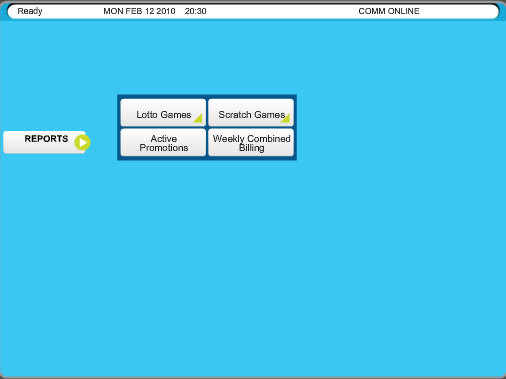 Ready MON FEB 12 2010 20:30 COMM ONLINE
Lotto Games Scratch Games
REPORTS
Active Promotions
Weekly Combined Billing